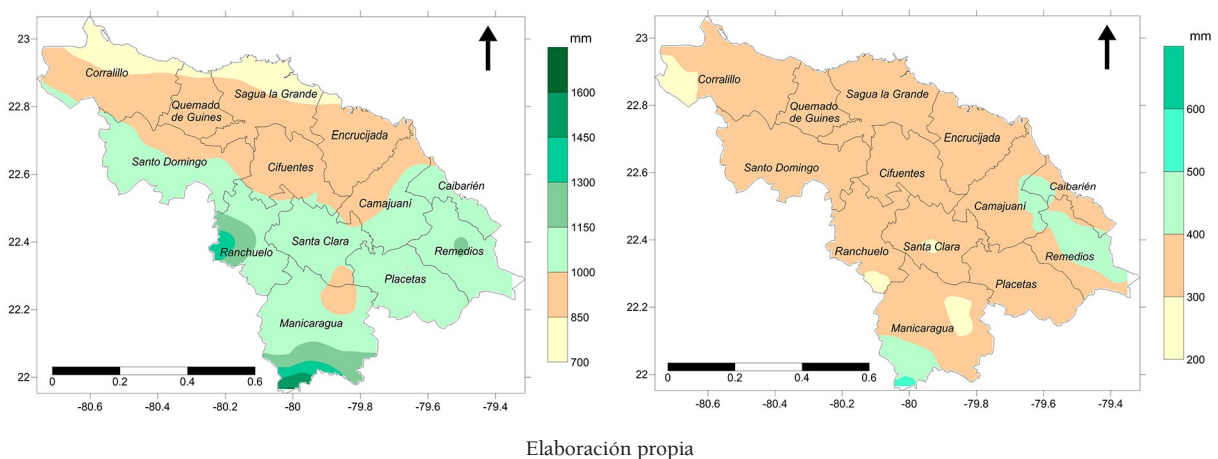 mm
1600
1450
1300
1150
1000
850
700
23
22.8
22.6
22.4
22.2
22
-80.6
-80.4
-80.2
-80
-79.8
-79.6
-79.4
Corralillo
Quemado
de Guines
Sagua la Grande
Encrucijada
Santo Domingo
Cifuentes
Caibarién
Camajuaní
Ranchuelo
Santa Clara
Remedios
Placetas
Manicaragua
0
0.2
0.4
0.6
mm
600
500
400
300
200
23
22.8
22.6
22.4
22.2
22
-80.6
-80.4
-80.2
-80
-79.8
-79.6
-79.4
Corralillo
Quemado
de Guines
Sagua la Grande
Encrucijada
Santo Domingo
Cifuentes
Caibarién
Camajuaní
Ranchuelo
Santa Clara
Remedios
Placetas
Manicaragua
0
0.2
0.4
0.6
Elaboración propia